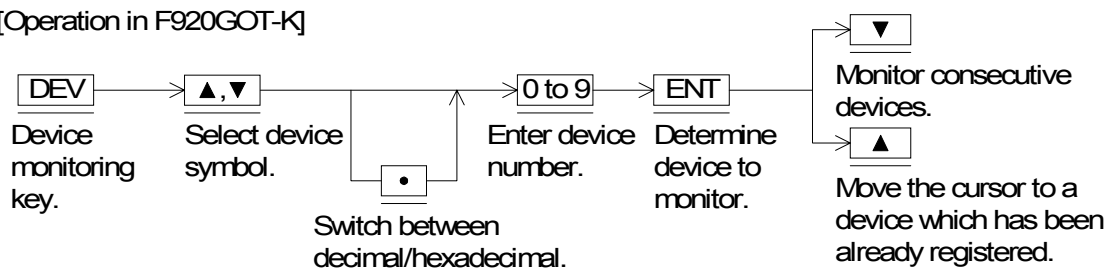 [Operation in F920GOT-K]
DEV
Device
monitoring
key.
▲,▼
Select device
symbol.
•
Switch between
decimal/hexadecimal.
0 to 9
Enter device
number.
ENT
Determine
device to
monitor.
▼
Monitor consecutive
devices.
▲
Move the cursor to a
device which has been
already registered.